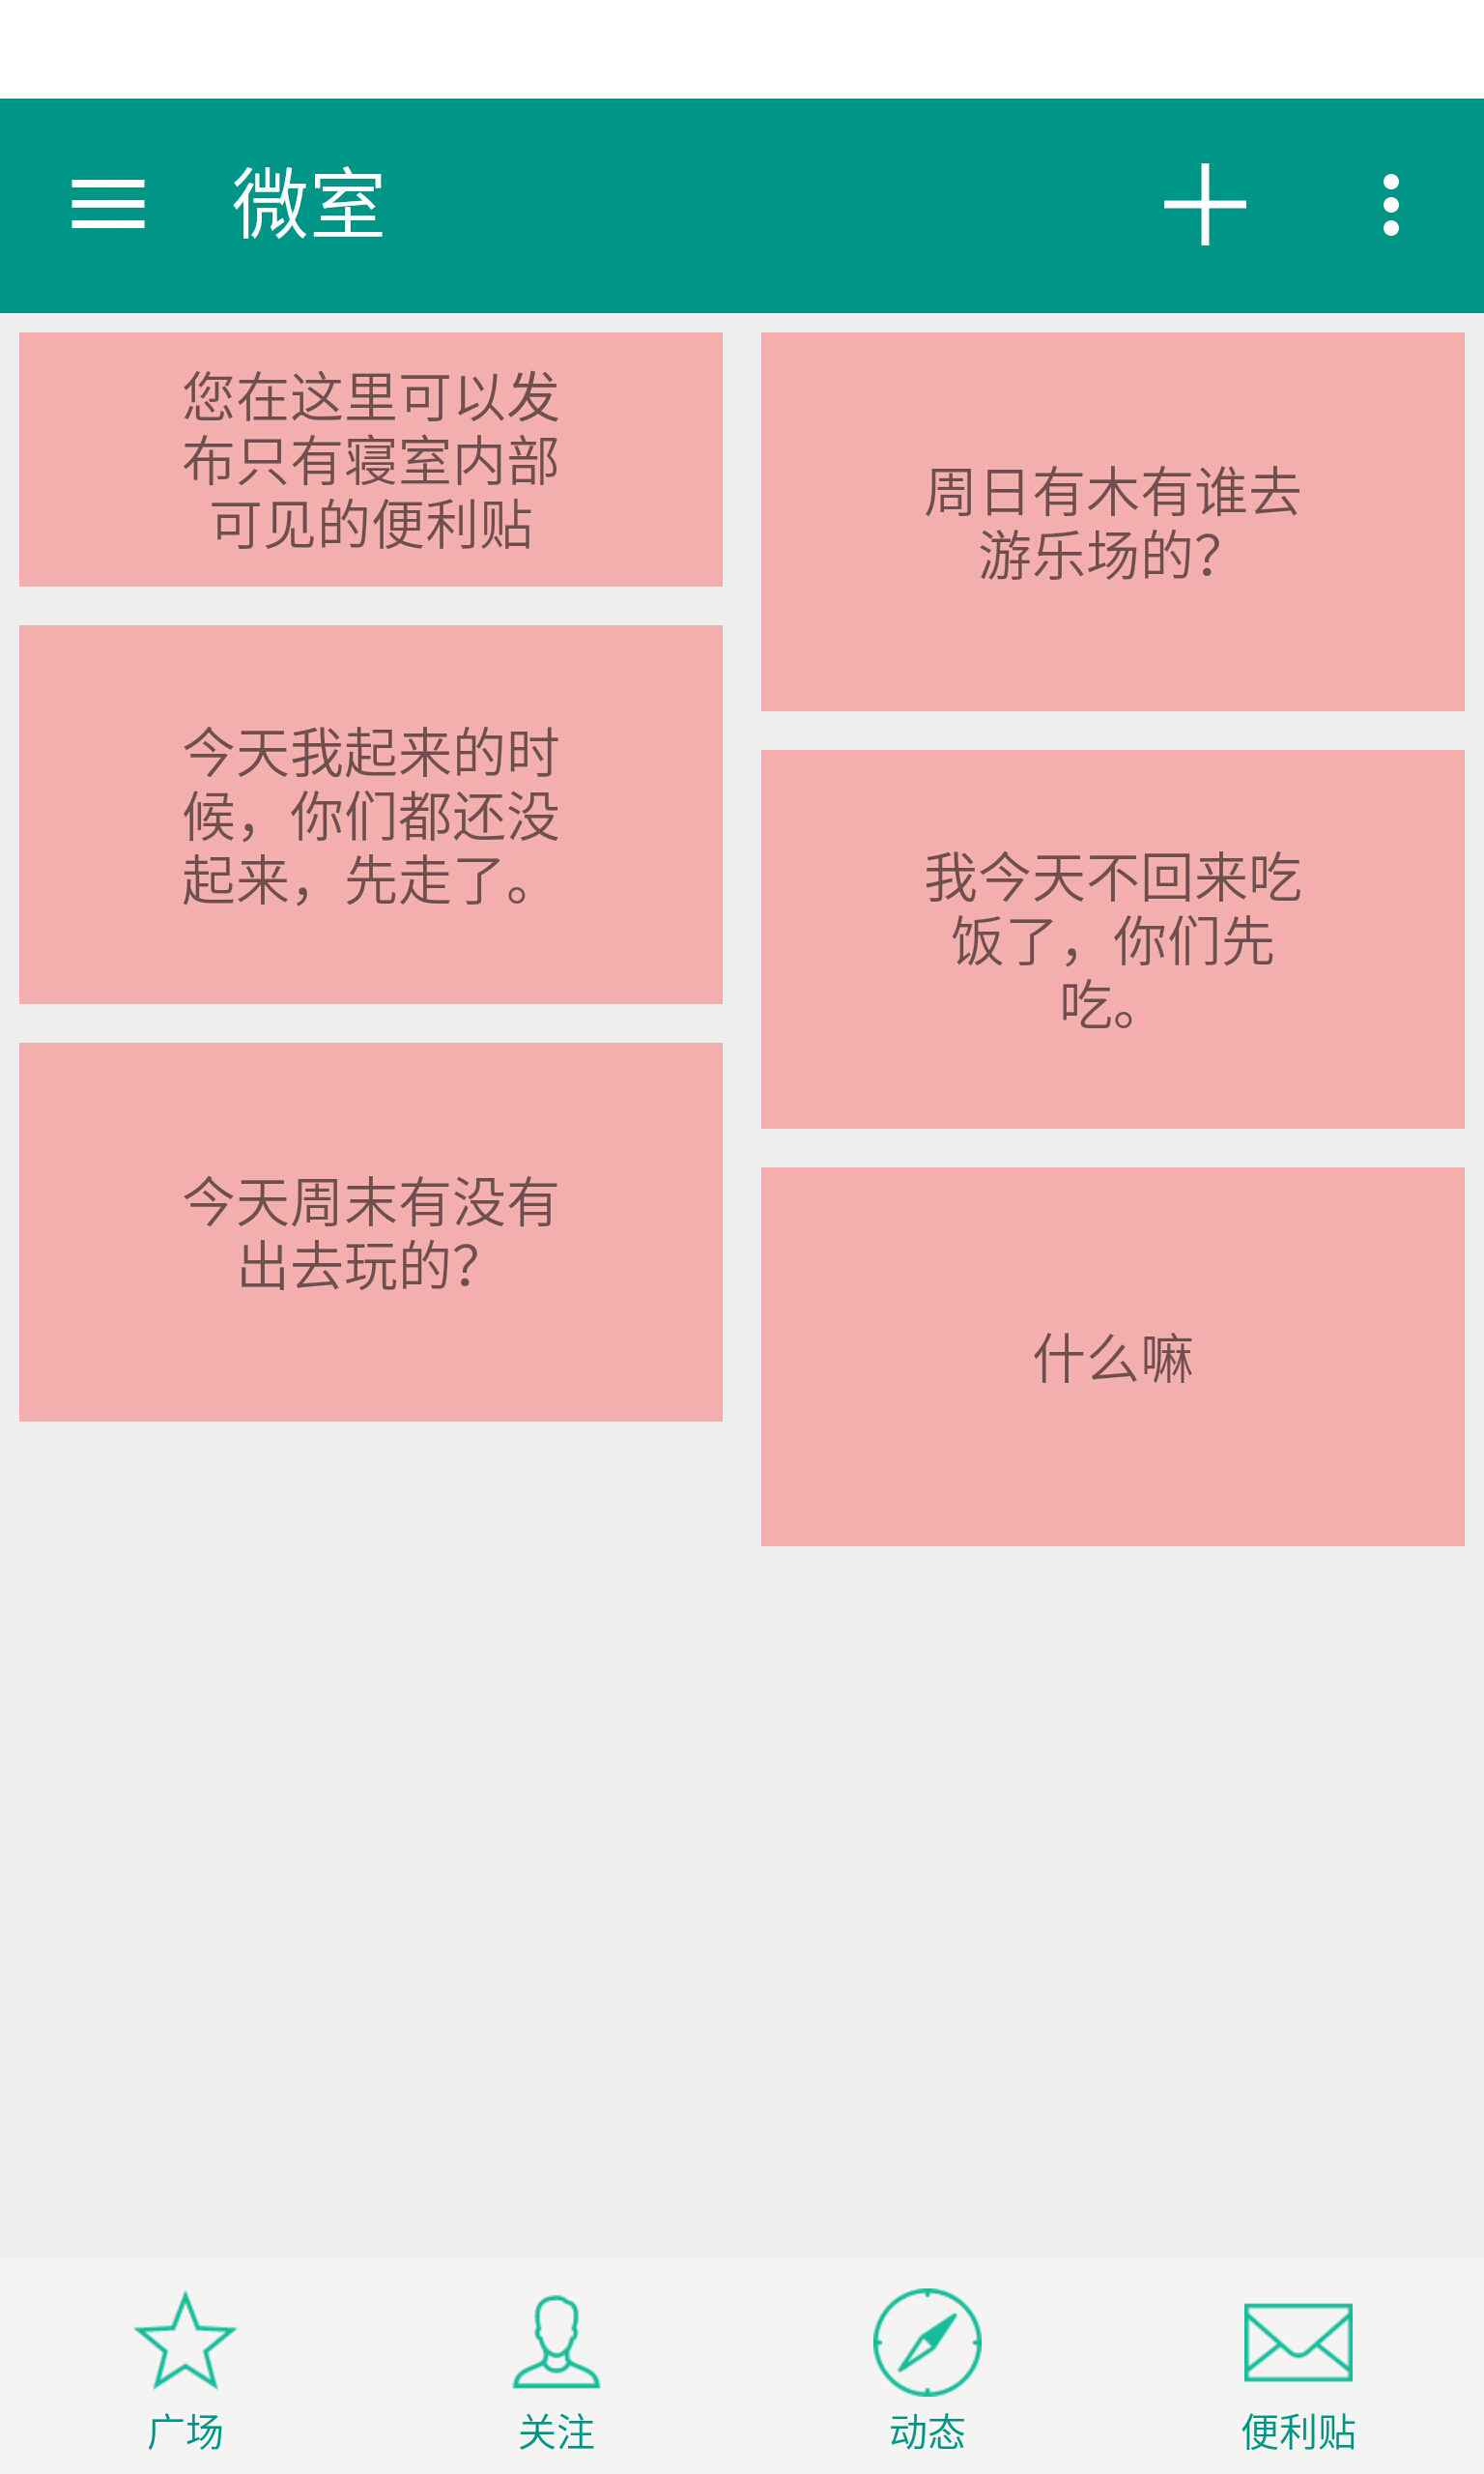 微室
您在这里可以发
布只有寝室内部
可见的便利贴
周日有木有谁去
游乐场的?
今天我起来的时
候，你们都还没
起来，先走了。
我今天不回来吃
饭了，你们先
吃。
今天周末有没有
出去玩的?
什么嘛
广场
关注
动态
便利贴